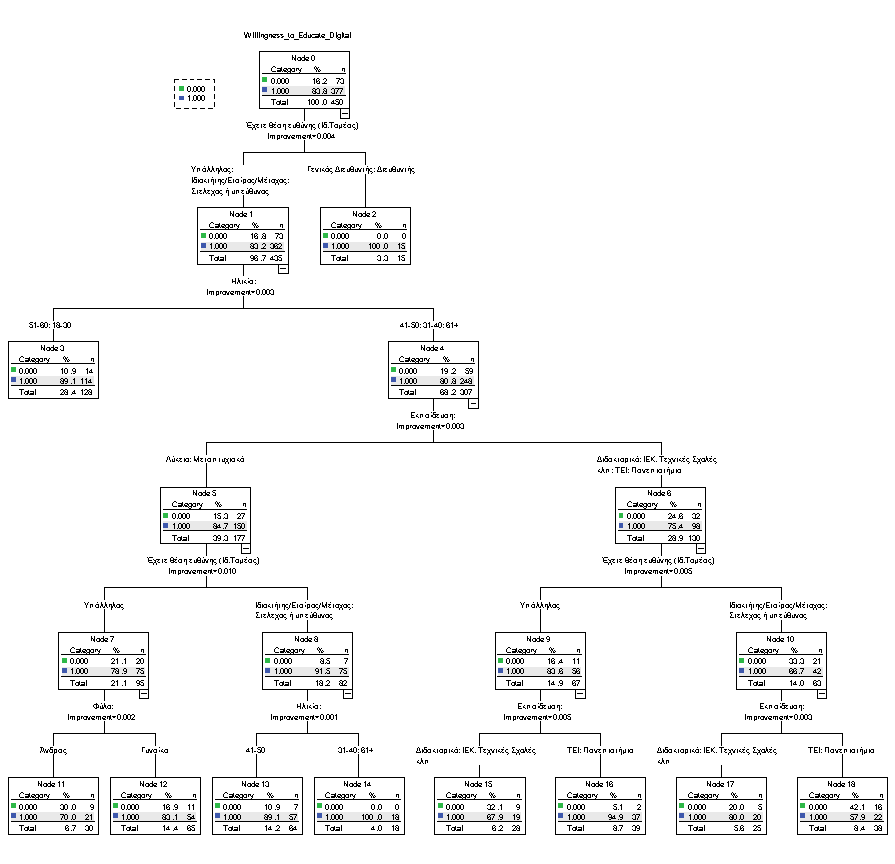 Willingness_to_Educate_Digital
0.000
1.000
Node 0
Category % n
0.000 16.2 73
1.000 83.8 377
Total 100.0 450
Έχετε θέση ευθύνης (Ιδ.Τομέας)
Improvement=0.004
Υπάλληλος;
Ιδιοκτήτης/Εταίρος/Μέτοχος;
Στέλεχος ή υπεύθυνος
Γενικός Διευθυντής; Διευθυντής
Node 1
Category % n
0.000 16.8 73
1.000 83.2 362
Total 96.7 435
Node 2
Category % n
0.000 0.0 0
1.000 100.0 15
Total 3.3 15
Ηλικία:
Improvement=0.003
51-60; 18-30
41-50; 31-40; 61+
Node 3
Category % n
0.000 10.9 14
1.000 89.1 114
Total 28.4 128
Node 4
Category % n
0.000 19.2 59
1.000 80.8 248
Total 68.2 307
Εκπαίδευση:
Improvement=0.003
Λύκειο; Μεταπτυχιακό
Διδακτορικό; ΙΕΚ, Τεχνικές Σχολές
κλπ; ΤΕΙ; Πανεπιστήμιο
Node 5
Category % n
0.000 15.3 27
1.000 84.7 150
Total 39.3 177
Node 6
Category % n
0.000 24.6 32
1.000 75.4 98
Total 28.9 130
Έχετε θέση ευθύνης (Ιδ.Τομέας)
Improvement=0.010
Έχετε θέση ευθύνης (Ιδ.Τομέας)
Improvement=0.005
Υπάλληλος
Ιδιοκτήτης/Εταίρος/Μέτοχος;
Στέλεχος ή υπεύθυνος
Υπάλληλος
Ιδιοκτήτης/Εταίρος/Μέτοχος;
Στέλεχος ή υπεύθυνος
Node 7
Category % n
0.000 21.1 20
1.000 78.9 75
Total 21.1 95
Node 8
Category % n
0.000 8.5 7
1.000 91.5 75
Total 18.2 82
Node 9
Category % n
0.000 16.4 11
1.000 83.6 56
Total 14.9 67
Node 10
Category % n
0.000 33.3 21
1.000 66.7 42
Total 14.0 63
Φύλο:
Improvement=0.002
Ηλικία:
Improvement=0.001
Εκπαίδευση:
Improvement=0.005
Εκπαίδευση:
Improvement=0.003
Άνδρας
Γυναίκα
41-50
31-40; 61+
Διδακτορικό; ΙΕΚ, Τεχνικές Σχολές
κλπ
ΤΕΙ; Πανεπιστήμιο
Διδακτορικό; ΙΕΚ, Τεχνικές Σχολές
κλπ
ΤΕΙ; Πανεπιστήμιο
Node 11
Category % n
0.000 30.0 9
1.000 70.0 21
Total 6.7 30
Node 12
Category % n
0.000 16.9 11
1.000 83.1 54
Total 14.4 65
Node 13
Category % n
0.000 10.9 7
1.000 89.1 57
Total 14.2 64
Node 14
Category % n
0.000 0.0 0
1.000 100.0 18
Total 4.0 18
Node 15
Category % n
0.000 32.1 9
1.000 67.9 19
Total 6.2 28
Node 16
Category % n
0.000 5.1 2
1.000 94.9 37
Total 8.7 39
Node 17
Category % n
0.000 20.0 5
1.000 80.0 20
Total 5.6 25
Node 18
Category % n
0.000 42.1 16
1.000 57.9 22
Total 8.4 38